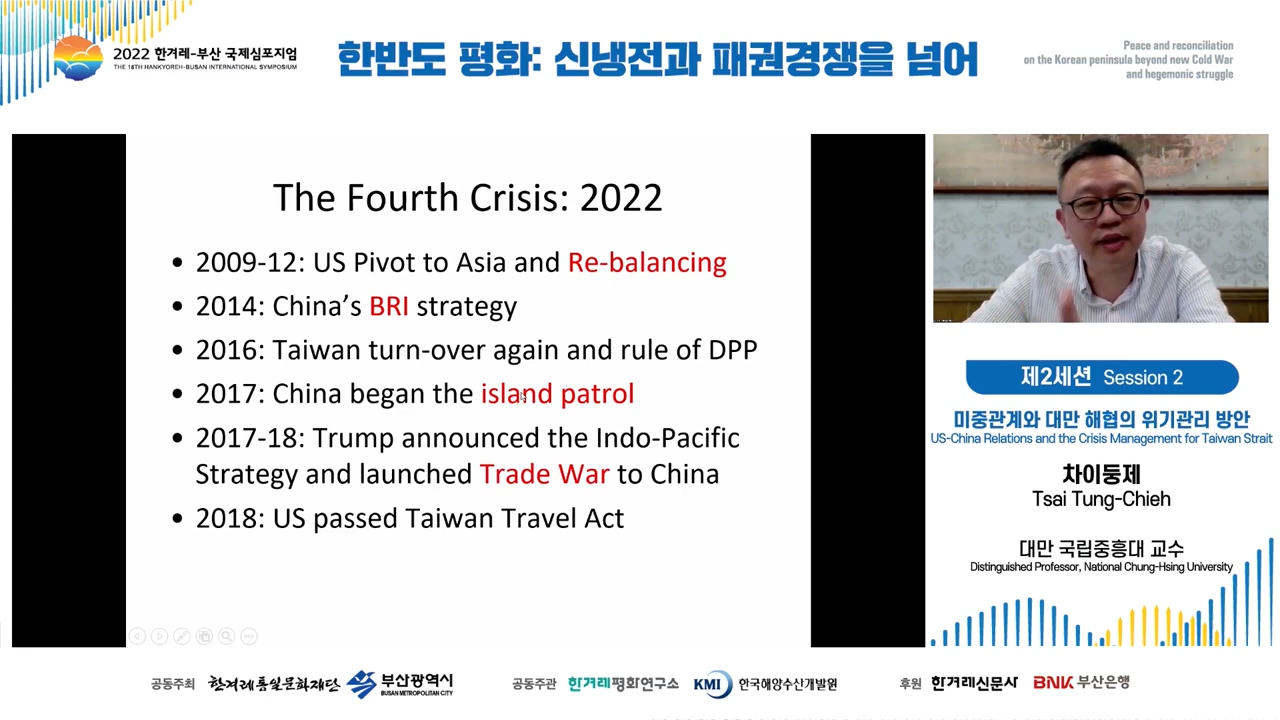 2022 한겨레-부산 국제심포지엄
THE 18TH HANKYOREH-BUSAN INTERNATIONAL SYMPOSIUM
한반도 평화: 신냉전과 패권경쟁을 넘어
Peace and reconciliation
on the Korean peninsula beyond new Cold War
and hegemonic struggle
The Fourth Crisis: 2022
• 2009-12: US Pivot to Asia and Re-balancing
• 2014: China’s BRI strategy
• 2016: Taiwan turn-over again and rule of DPP
• 2017: China began the island patrol
• 2017-18: Trump announced the Indo-Pacific
Strategy and launched Trade War to China
• 2018: US passed Taiwan Travel Act
제2세션 Session 2
미중관계와 대만 해협의 위기관리 방안
US-China Relations and the Crisis Management for Taiwan Strait
차이둥제
Tsai Tung-Chieh
대만 국립중흥대 교수
Distinguished Professor, National Chung-Hsing University
공동주최 한겨레통일문화재단 부산광역시
BUSAN METROPOLITAN CITY
공동주관 한겨레평화연구소 KMI 한국해양수산개발원
후원 한겨레신문사 BNK 부산은행